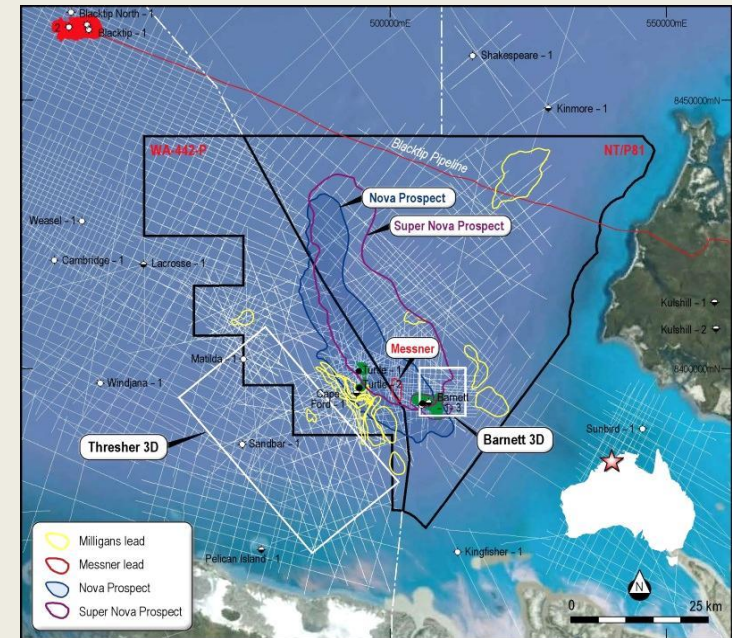 500000mE
550000mE
Blacktip North – 1
2
Blacktip – 1
Shakespeare – 1
Kinmore – 1
8450000mN
WA-442-P
NT/P81
Blacktip Pipeline
Nova Prospect
Super Nova Prospect
Weasel – 1
Cambridge – 1
Lacrosse – 1
Kulshill – 1
Kulshill – 2
Messner
Matilda – 1
Turtle – 1
8400000mN
Windjana – 1
Turtle – 2
Cape
Ford – 1
Barnett
Thresher 3D
Sandbar – 1
Barnett 3D
Sunbird – 1
Milligans lead
Messner lead
Nova Prospect
Super Nova Prospect
Pelican Island – 1
Kingfisher – 1
N
0
25 km